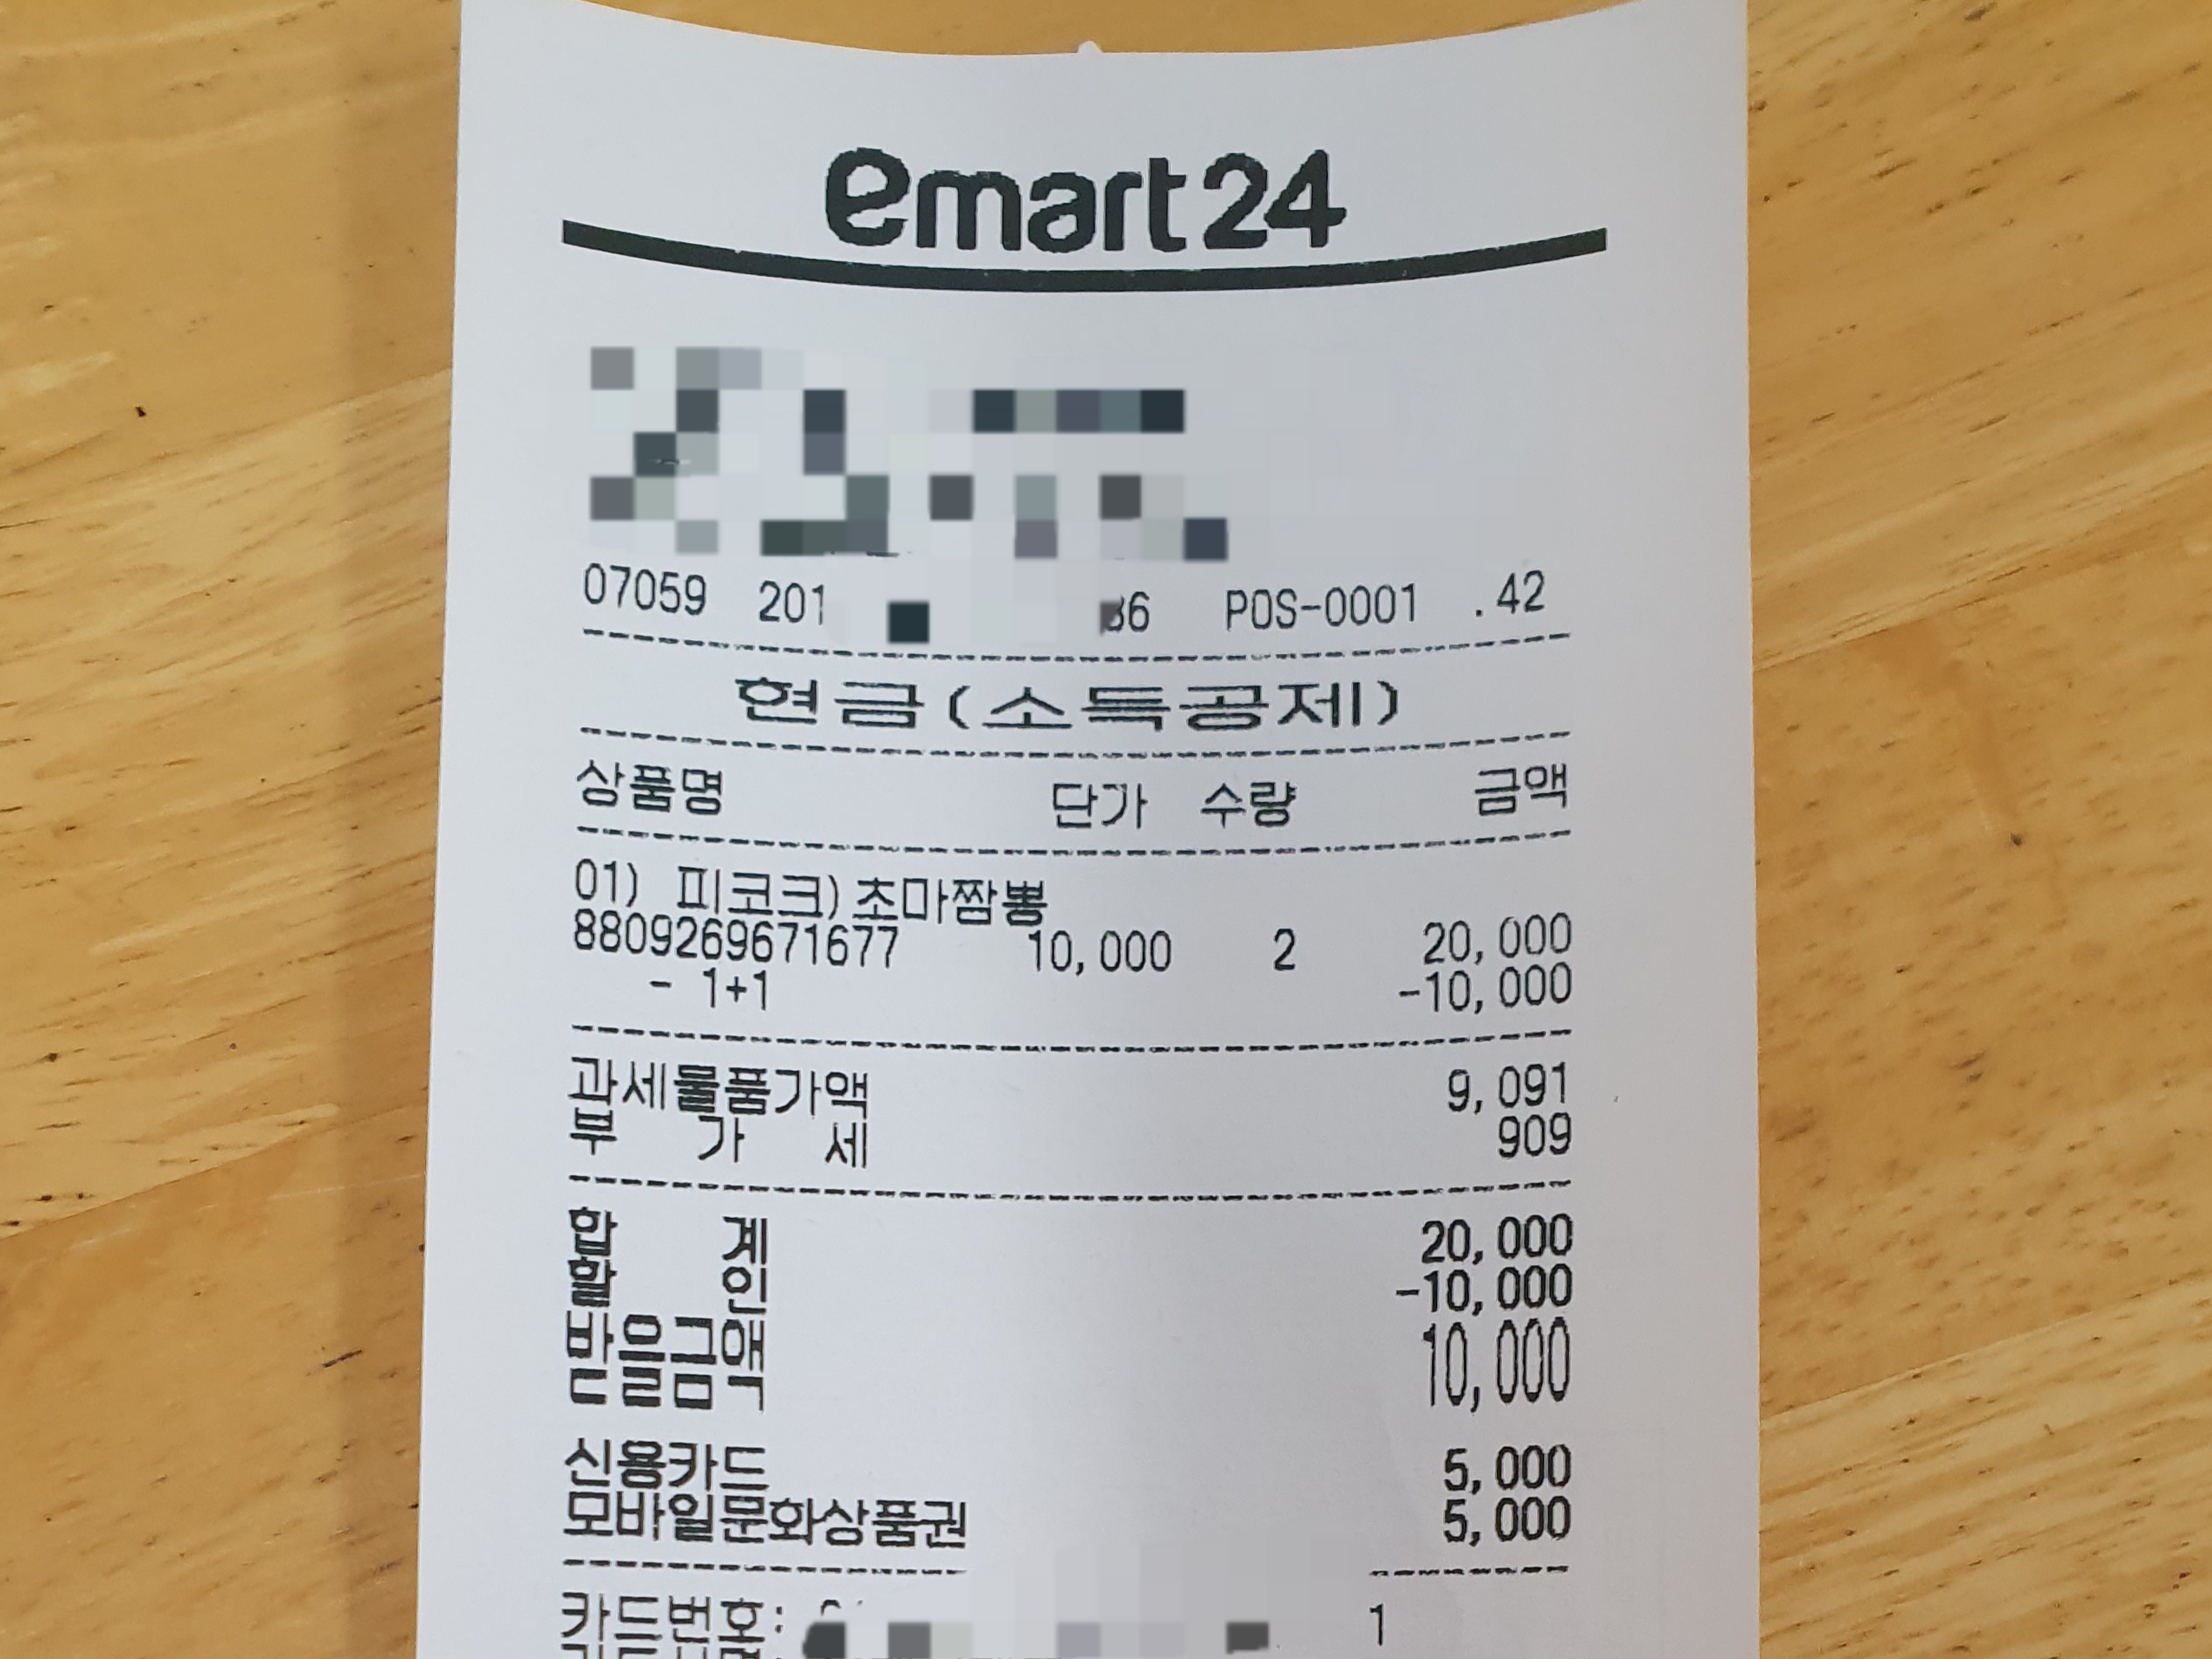 emart24
07059 201 36 POS-0001 .42
현금(소득공제)
상품명 단가 수량 금액
01) 피코크)초마짬뽕
8809269671677 10,000 2 20,000
- 1+1 -10,000
과세물품가액 9,091
부 가 세 909
합 계 20,000
할 인 -10,000
받을금액 10,000
신용카드 5,000
모바일문화상품권 5,000
카드번호: 1